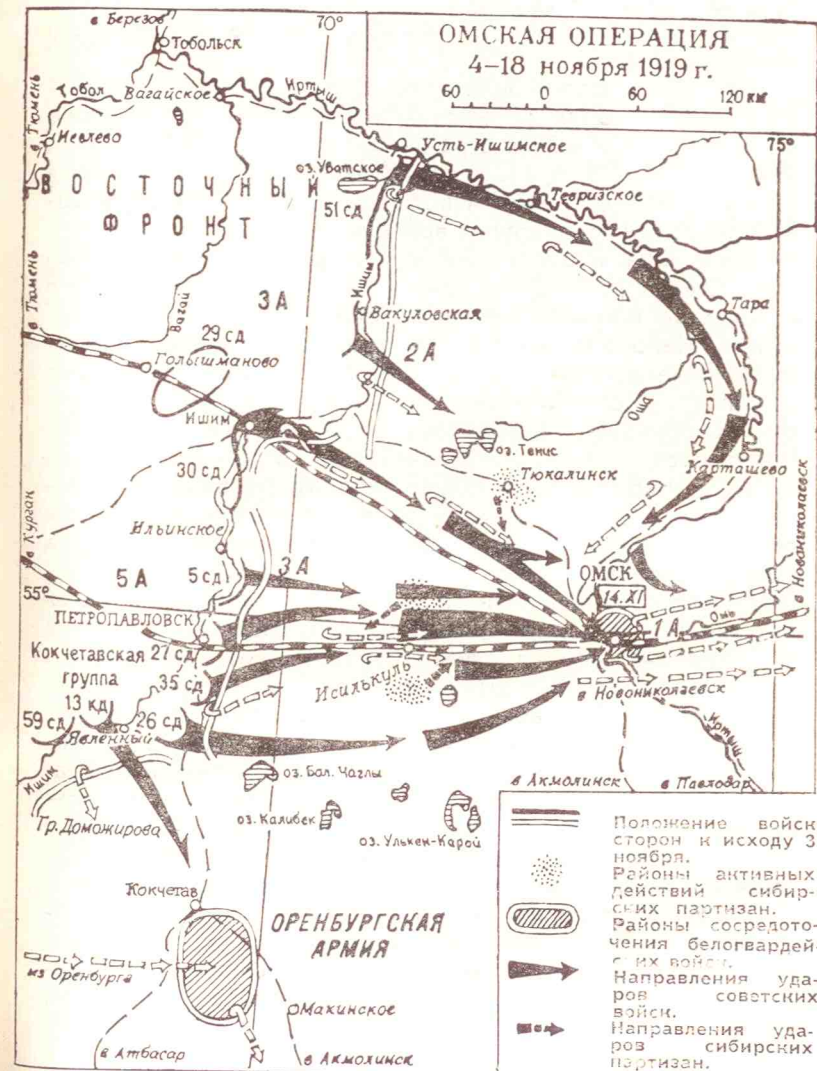 в Березов
Тобольск
70°
ОМСКАЯ ОПЕРАЦИЯ
4–18 ноября 1919 г.
60 0 60 120 км
в Тюмень
Тобол
Вагайское
Иртыш
Иевлево
оз. Уватское
Усть-Ишимское
75°
ВОСТОЧНЫЙ
ФРОНТ
51 сд
Тевризское
в Тюмень
Вагай
3А
Ишим
Вакуловская
Тара
29 сд
Голышманово
2 А
Ишим
Оша
оз. Тенис
30 сд
Тюкалинск
Карташево
в Курган
Ильинское
в Новониколаевск
5 А
5 сд
3 А
ОМСК
55°
14.XI
Омь
ПЕТРОПАВЛОВСК
1 А
27 сд
Кокчетавская
группа
35 сд
Исилькуль
13 кд
в Новониколаевск
59 сд
26 сд
Явленный
Иртыш
Ишим
оз. Бал. Чаглы
в Акмолинск
в Павлодар
Гр. Доможирова
оз. Калибек
оз. Улькен-Карой
Положение войск
сторон к исходу 3
ноября.
Районы активных
действий сибир-
ских партизан.
Районы сосредото-
чения белогвардей-
ских войск.
Направления уда-
ров советских
войск.
Направления уда-
ров сибирских
партизан.
Кокчетав
ОРЕНБУРГСКАЯ
АРМИЯ
из Оренбурга
Макинское
в Атбасар
в Акмолинск